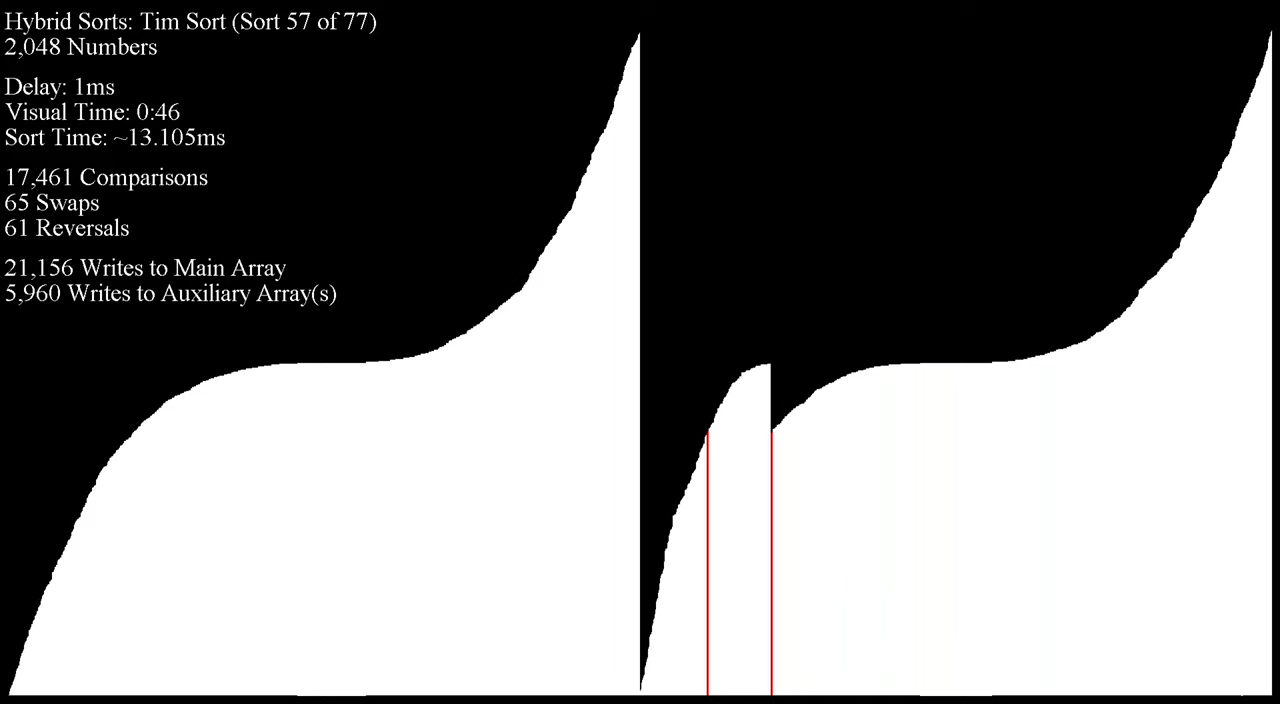 Hybrid Sorts: Tim Sort (Sort 57 of 77)
2,048 Numbers
Delay: 1ms
Visual Time: 0:46
Sort Time: ~13.105ms
17,461 Comparisons
65 Swaps
61 Reversals
21,156 Writes to Main Array
5,960 Writes to Auxiliary Array(s)